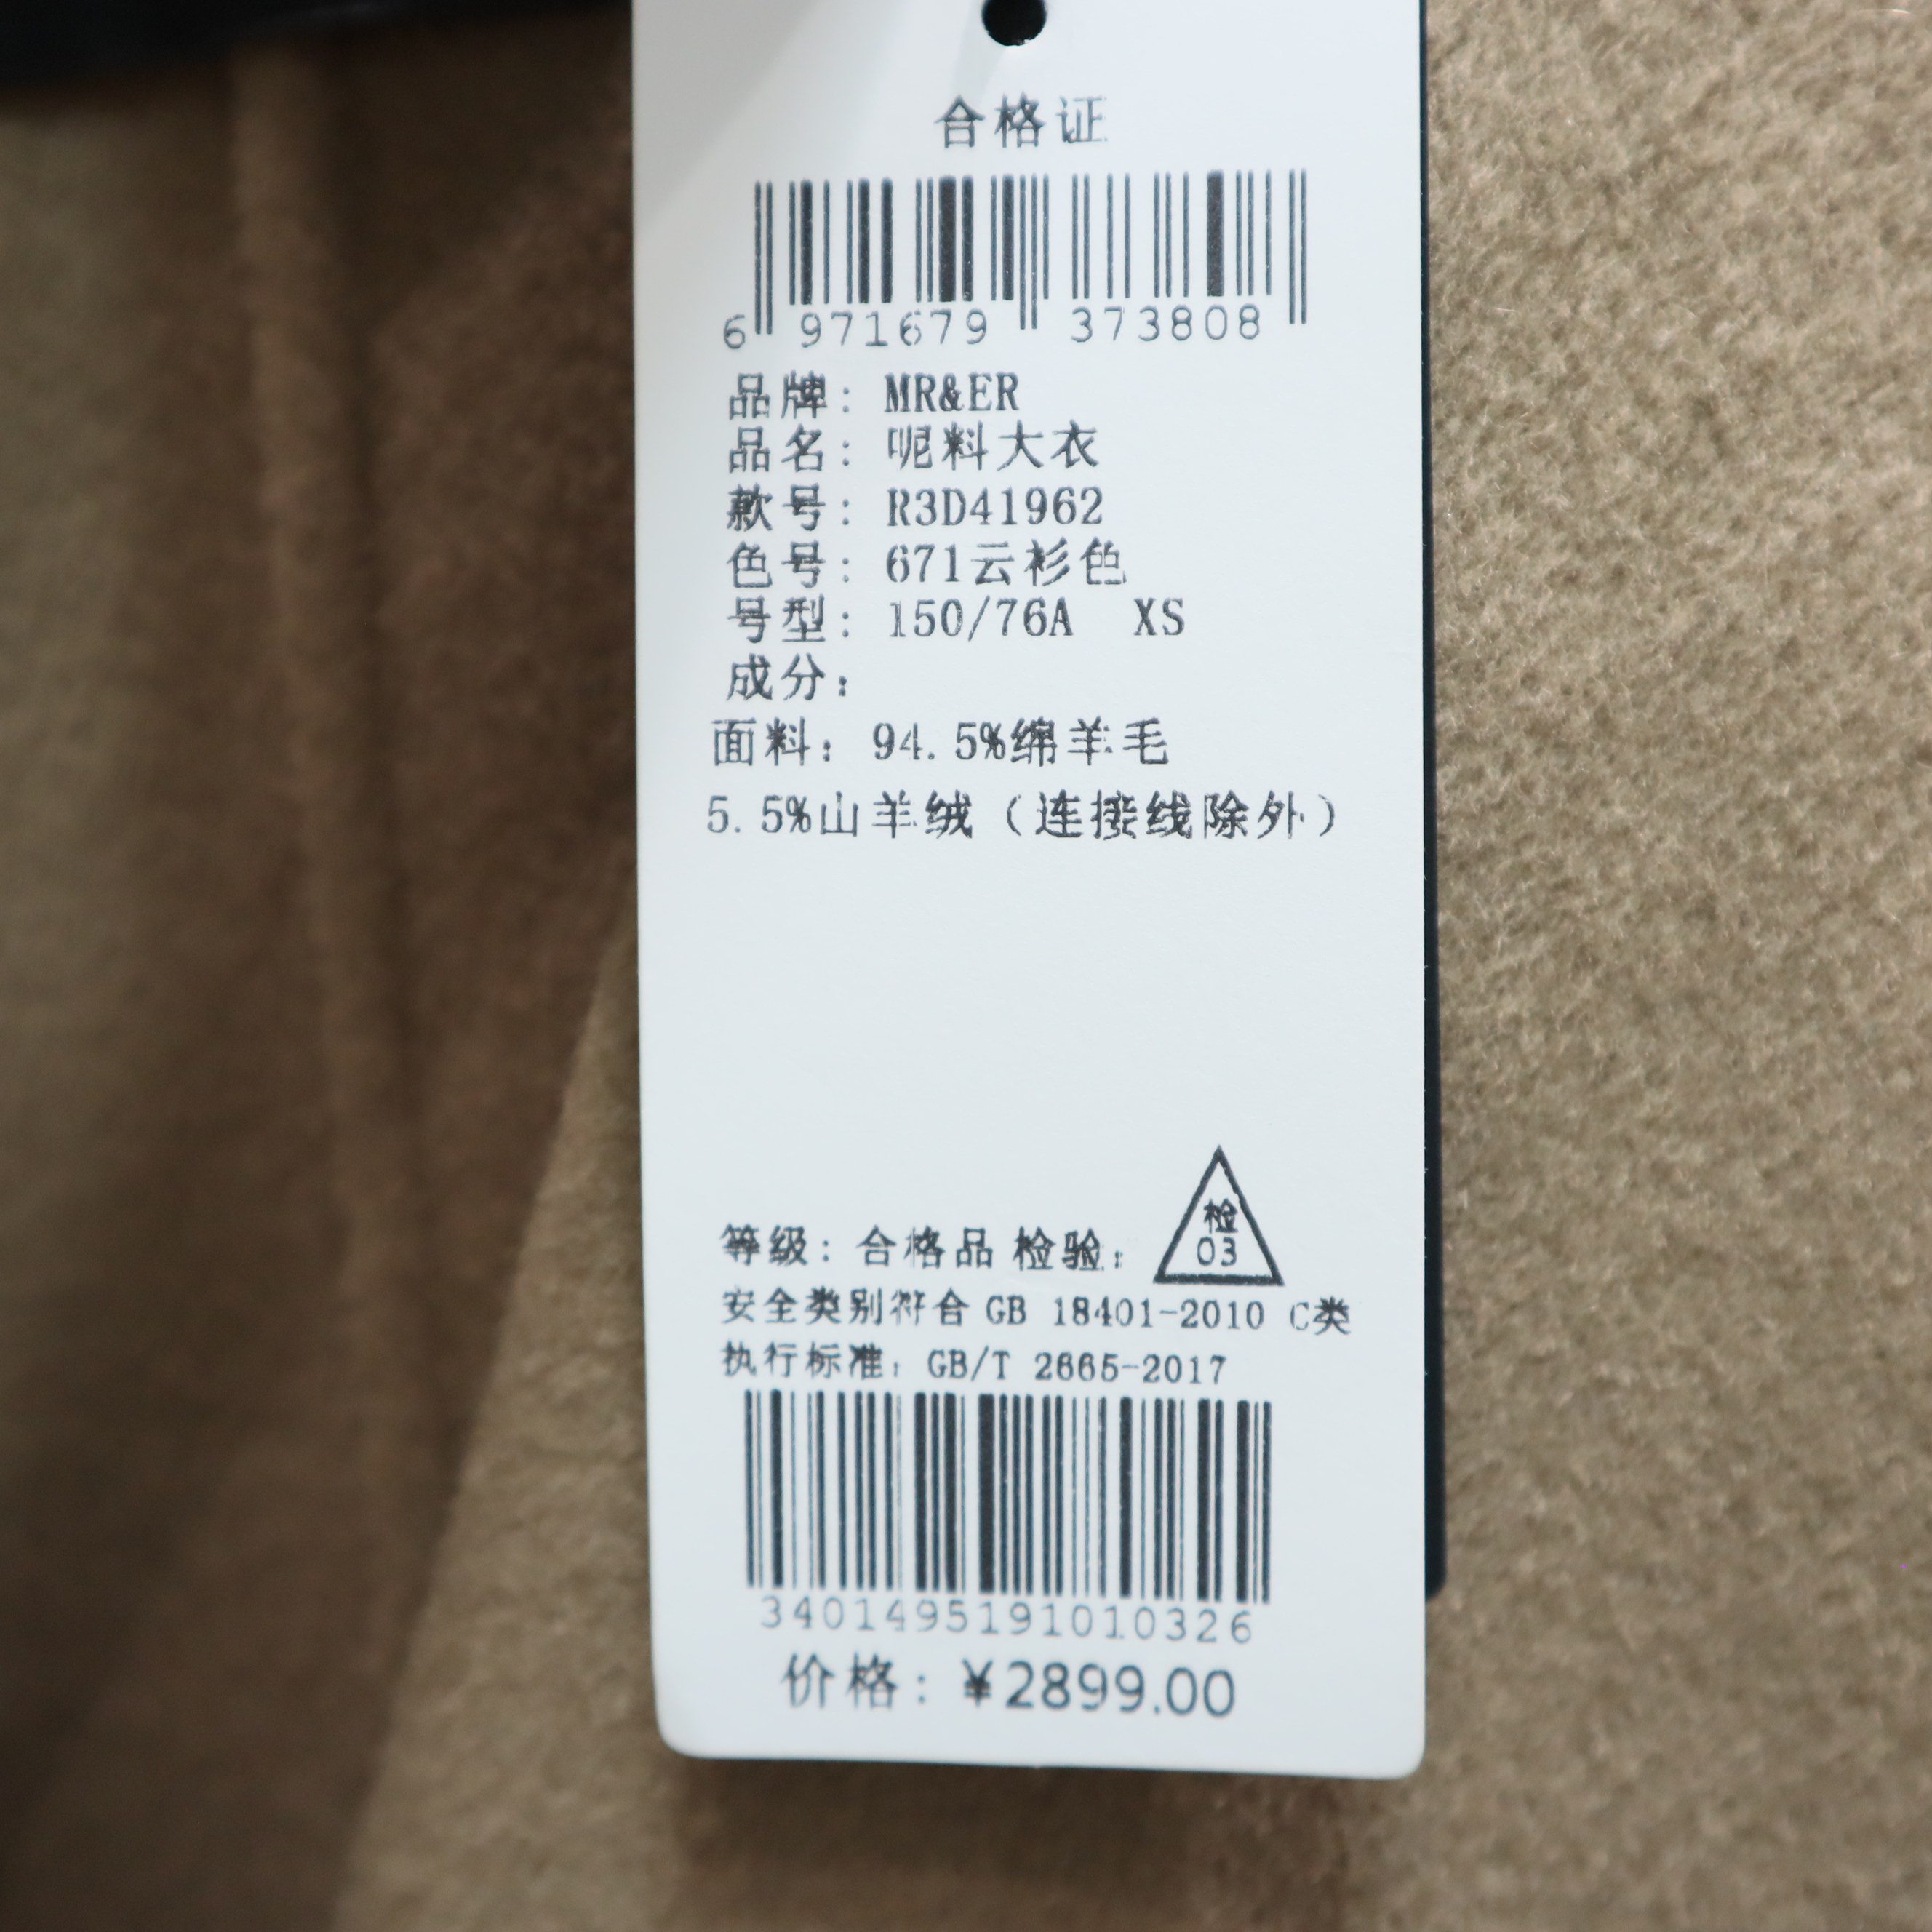 合格证
6 971679 373808
品牌: MR&ER
品名: 呢料大衣
款号: R3D41962
色号: 671云衫色
号型: 150/76A XS
成分:
面料: 94.5%绵羊毛
5.5%山羊绒（连接线除外）
检
03
等级: 合格品 检验:
安全类别符合 GB 18401-2010 C类
执行标准: GB/T 2665-2017
3401495191010326
价格: ¥2899.00